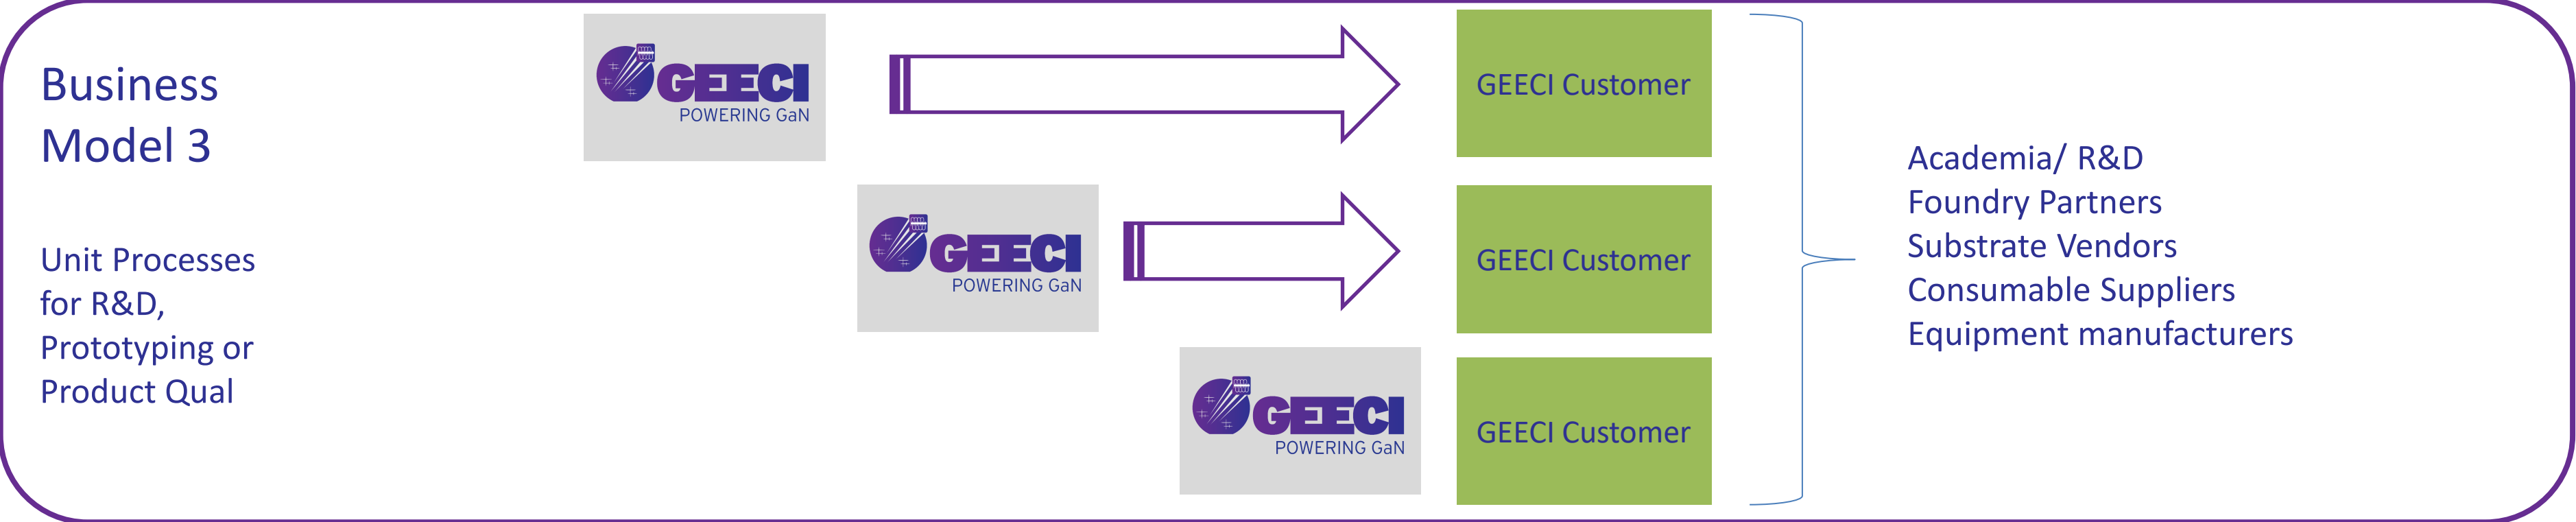 Business
Model 3
Unit Processes
for R&D,
Prototyping or
Product Qual
GEECI
POWERING GaN
GEECI Customer
GEECI
POWERING GaN
GEECI Customer
GEECI
POWERING GaN
GEECI Customer
Academia/ R&D
Foundry Partners
Substrate Vendors
Consumable Suppliers
Equipment manufacturers